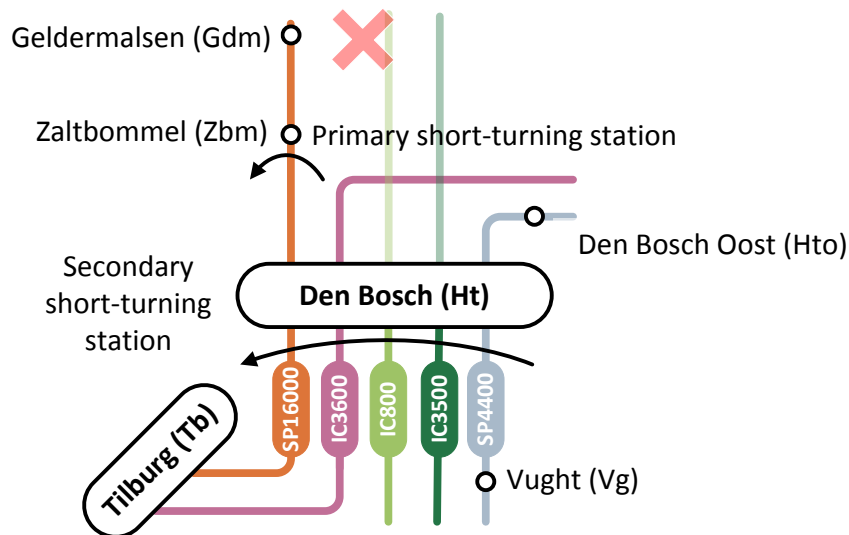 Geldermalsen (Gdm)
Zaltbommel (Zbm)
Primary short-turning station
Den Bosch Oost (Hto)
Secondary
short-turning
station
Den Bosch (Ht)
SP16000
IC3600
IC800
IC3500
SP4400
Tilburg (Tb)
Vught (Vg)